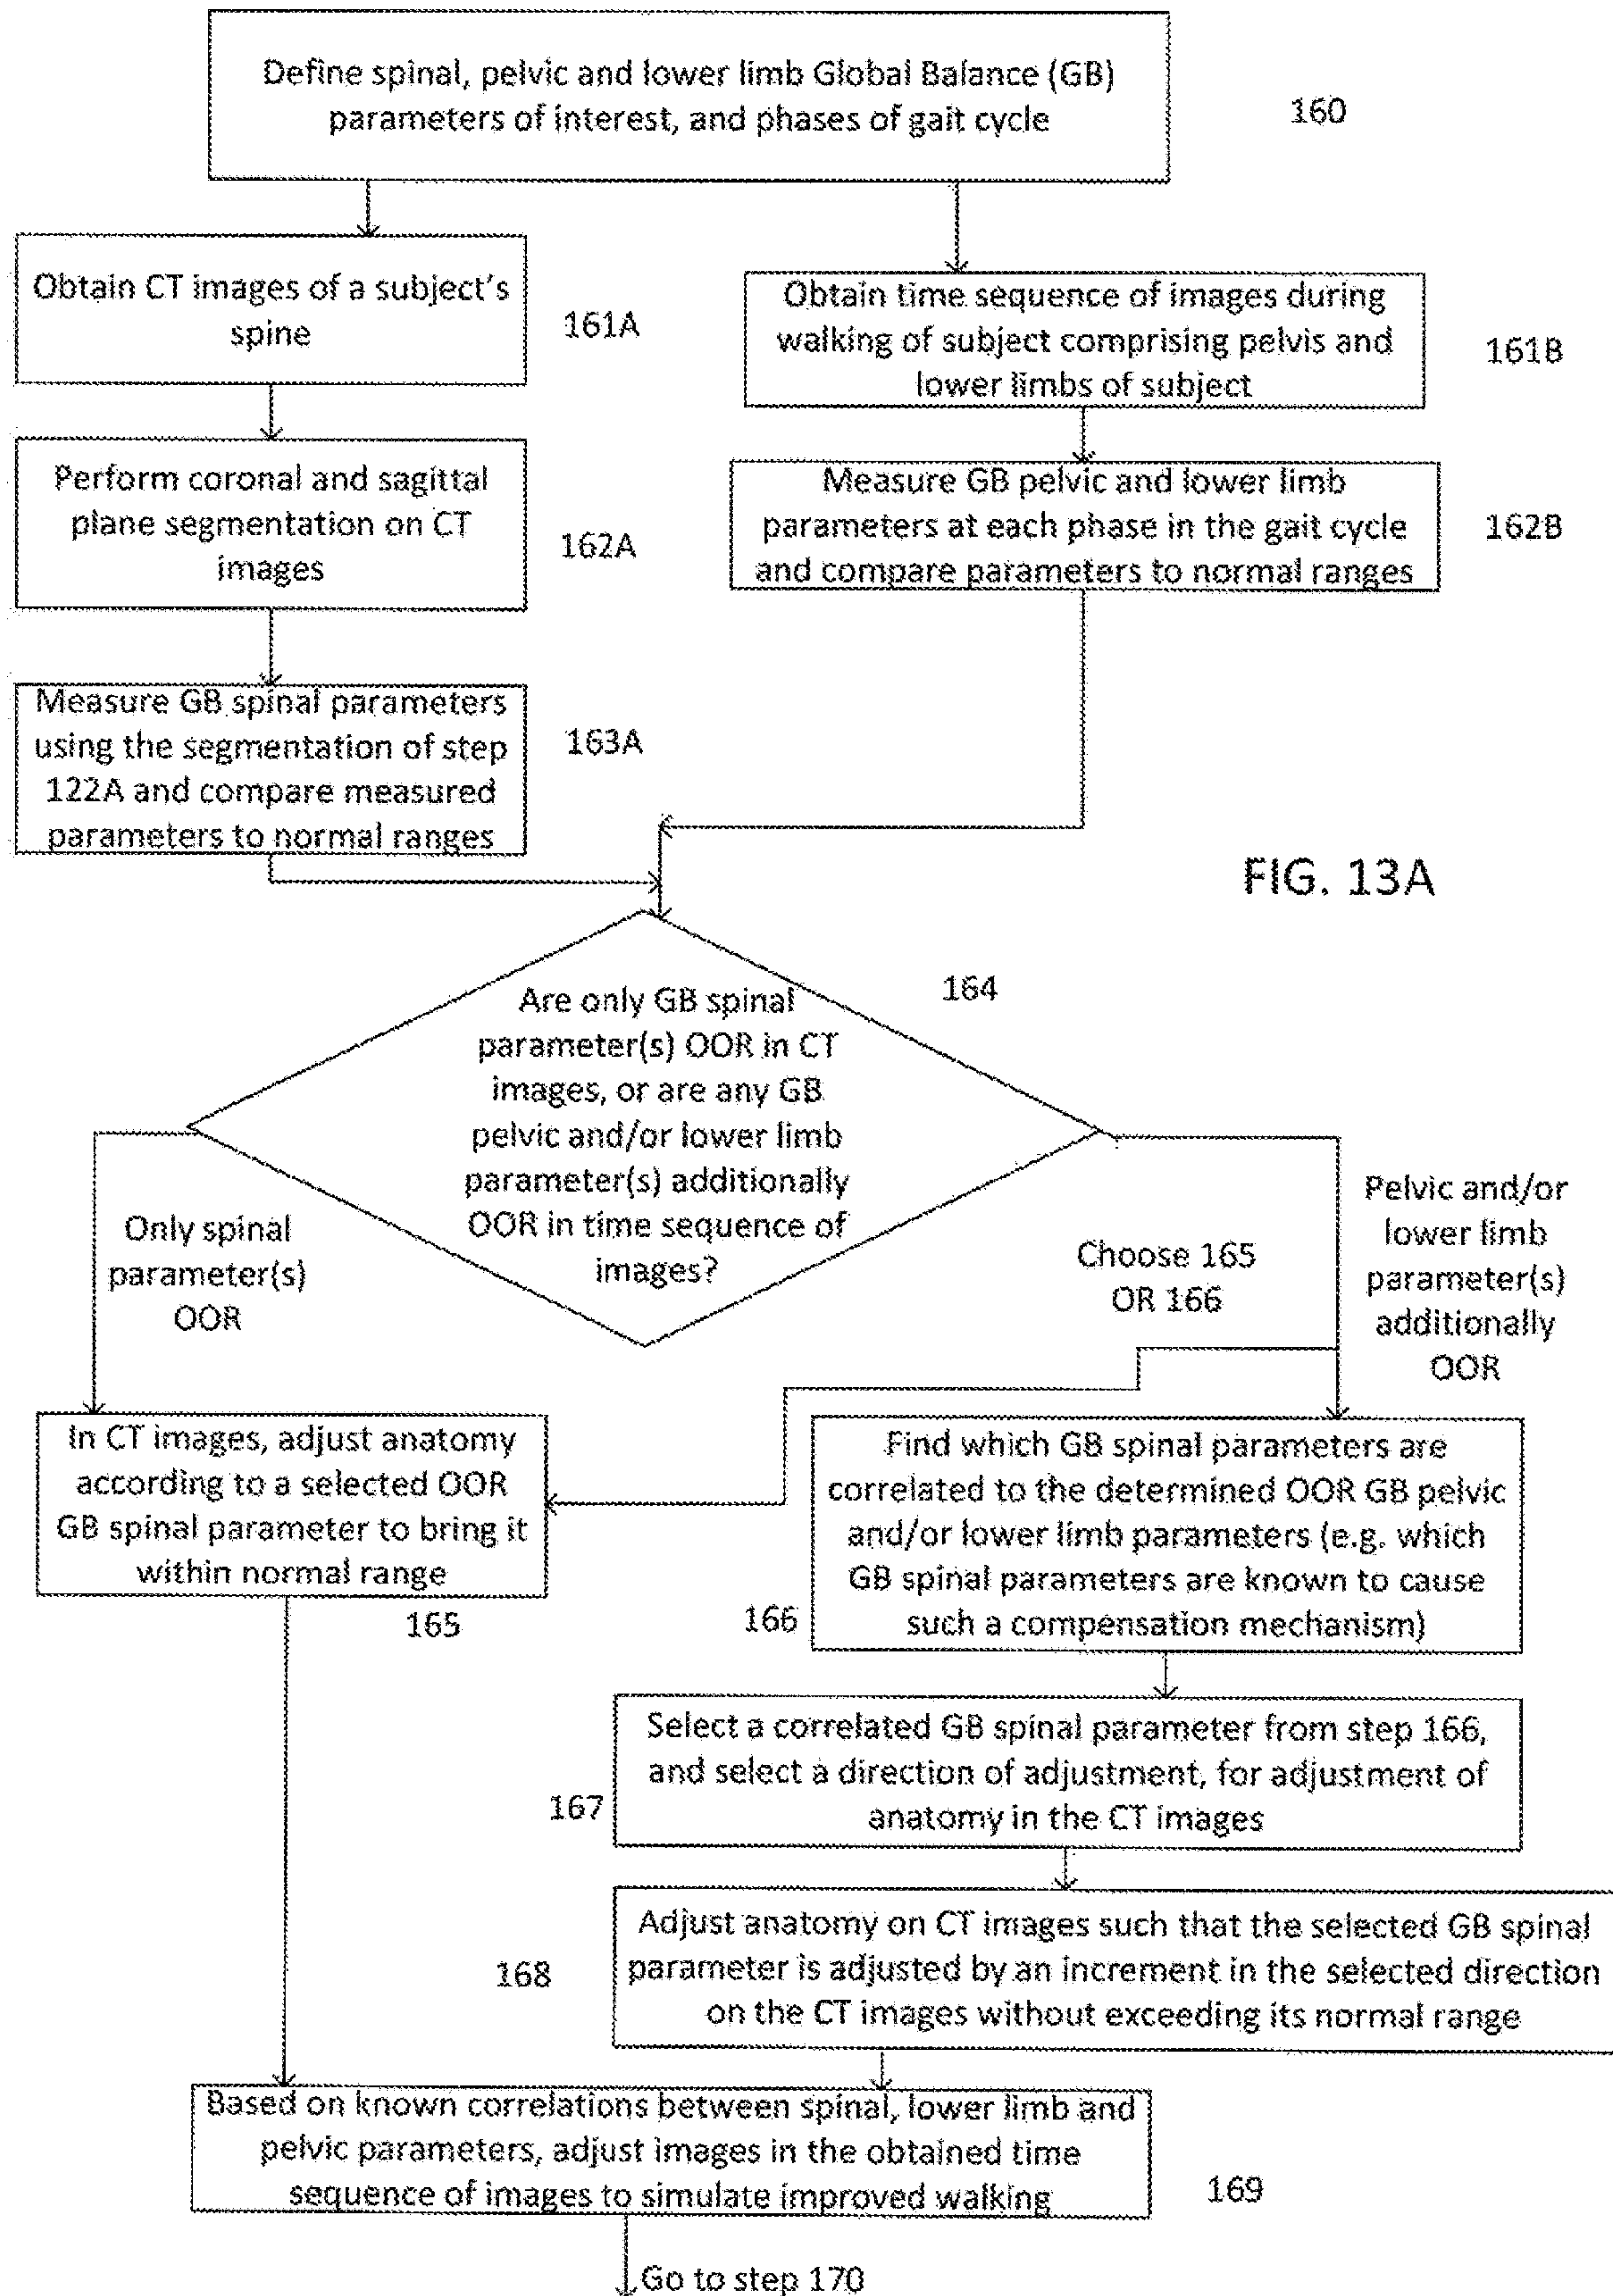 Define spinal, pelvic and lower limb Global Balance (GB)
parameters of interest, and phases of gait cycle
160
Obtain CT images of a subject's
spine
161A
Obtain time sequence of images during
walking of subject comprising pelvis and
lower limbs of subject
161B
Perform coronal and sagittal
plane segmentation on CT
images
162A
Measure GB pelvic and lower limb
parameters at each phase in the gait cycle
and compare parameters to normal ranges
162B
Measure GB spinal parameters
using the segmentation of step
122A and compare measured
parameters to normal ranges
163A
FIG. 13A
Are only GB spinal
parameter(s) OOR in CT
images, or are any GB
pelvic and/or lower limb
parameter(s) additionally
OOR in time sequence of
images?
164
Only spinal
parameter(s)
OOR
Choose 165
OR 166
Pelvic and/or
lower limb
parameter(s)
additionally
OOR
In CT images, adjust anatomy
according to a selected OOR
GB spinal parameter to bring it
within normal range
165
Find which GB spinal parameters are
correlated to the determined OOR GB pelvic
and/or lower limb parameters (e.g. which
GB spinal parameters are known to cause
such a compensation mechanism)
166
Select a correlated GB spinal parameter from step 166,
and select a direction of adjustment, for adjustment of
anatomy in the CT images
167
Adjust anatomy on CT images such that the selected GB spinal
parameter is adjusted by an increment in the selected direction
on the CT images without exceeding its normal range
168
Based on known correlations between spinal, lower limb and
pelvic parameters, adjust images in the obtained time
sequence of images to simulate improved walking
169
Go to step 170